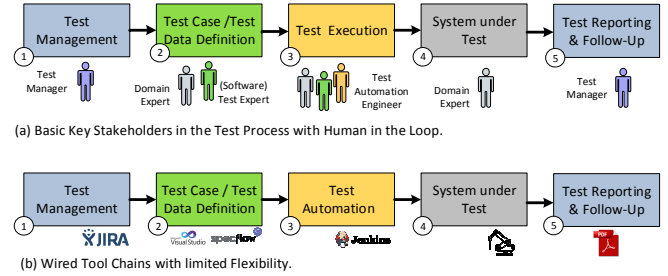 Test
Management
Test Case /Test
Data Definition
Test Execution
System under
Test
Test Reporting
& Follow-Up
1
2
3
4
5
Test
Manager
Domain
Expert
(Software)
Test Expert
Test
Automation
Engineer
Domain
Expert
Test
Manager
(a) Basic Key Stakeholders in the Test Process with Human in the Loop.
Test
Management
Test Case / Test
Data Definition
Test
Automation
System under
Test
Test Reporting
& Follow-Up
1
2
3
4
5
JIRA
Visual Studio
specflow
Jenkins
PDF
(b) Wired Tool Chains with limited Flexibility.